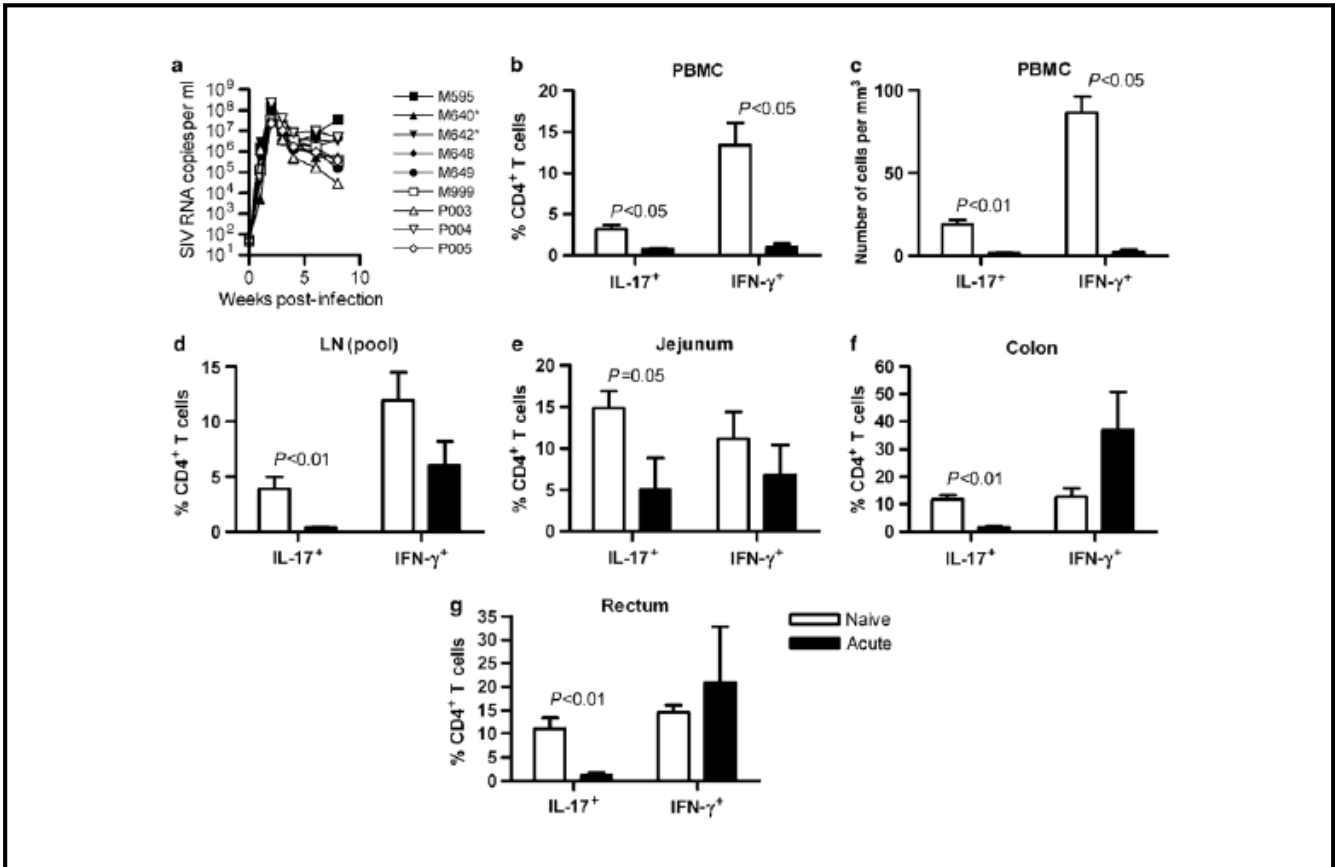 a
SIV RNA copiesper ml
10⁹
10⁸
10⁷
10⁶
10⁵
10⁴
10³
10²
10¹
0 5 10
Weeks post-infection
M595
M640*
M642*
M648
M649
M999
P003
P004
P005
b PBMC
% CD4⁺ T cells
20
15
10
5
0
P<0.05
P<0.05
IL-17⁺ IFN-γ⁺
c PBMC
Number of cells per mm³
100
50
0
P<0.01
P<0.05
IL-17⁺ IFN-γ⁺
d LN (pool)
% CD4⁺ T cells
15
10
5
0
P<0.01
IL-17⁺ IFN-γ⁺
e Jejunum
% CD4⁺ T cells
20
15
10
5
0
P=0.05
IL-17⁺ IFN-γ⁺
f Colon
% CD4⁺ T cells
60
50
40
30
20
10
0
P<0.01
IL-17⁺ IFN-γ⁺
g Rectum
% CD4⁺ T cells
35
30
25
20
15
10
5
0
P<0.01
IL-17⁺ IFN-γ⁺
Naive
Acute